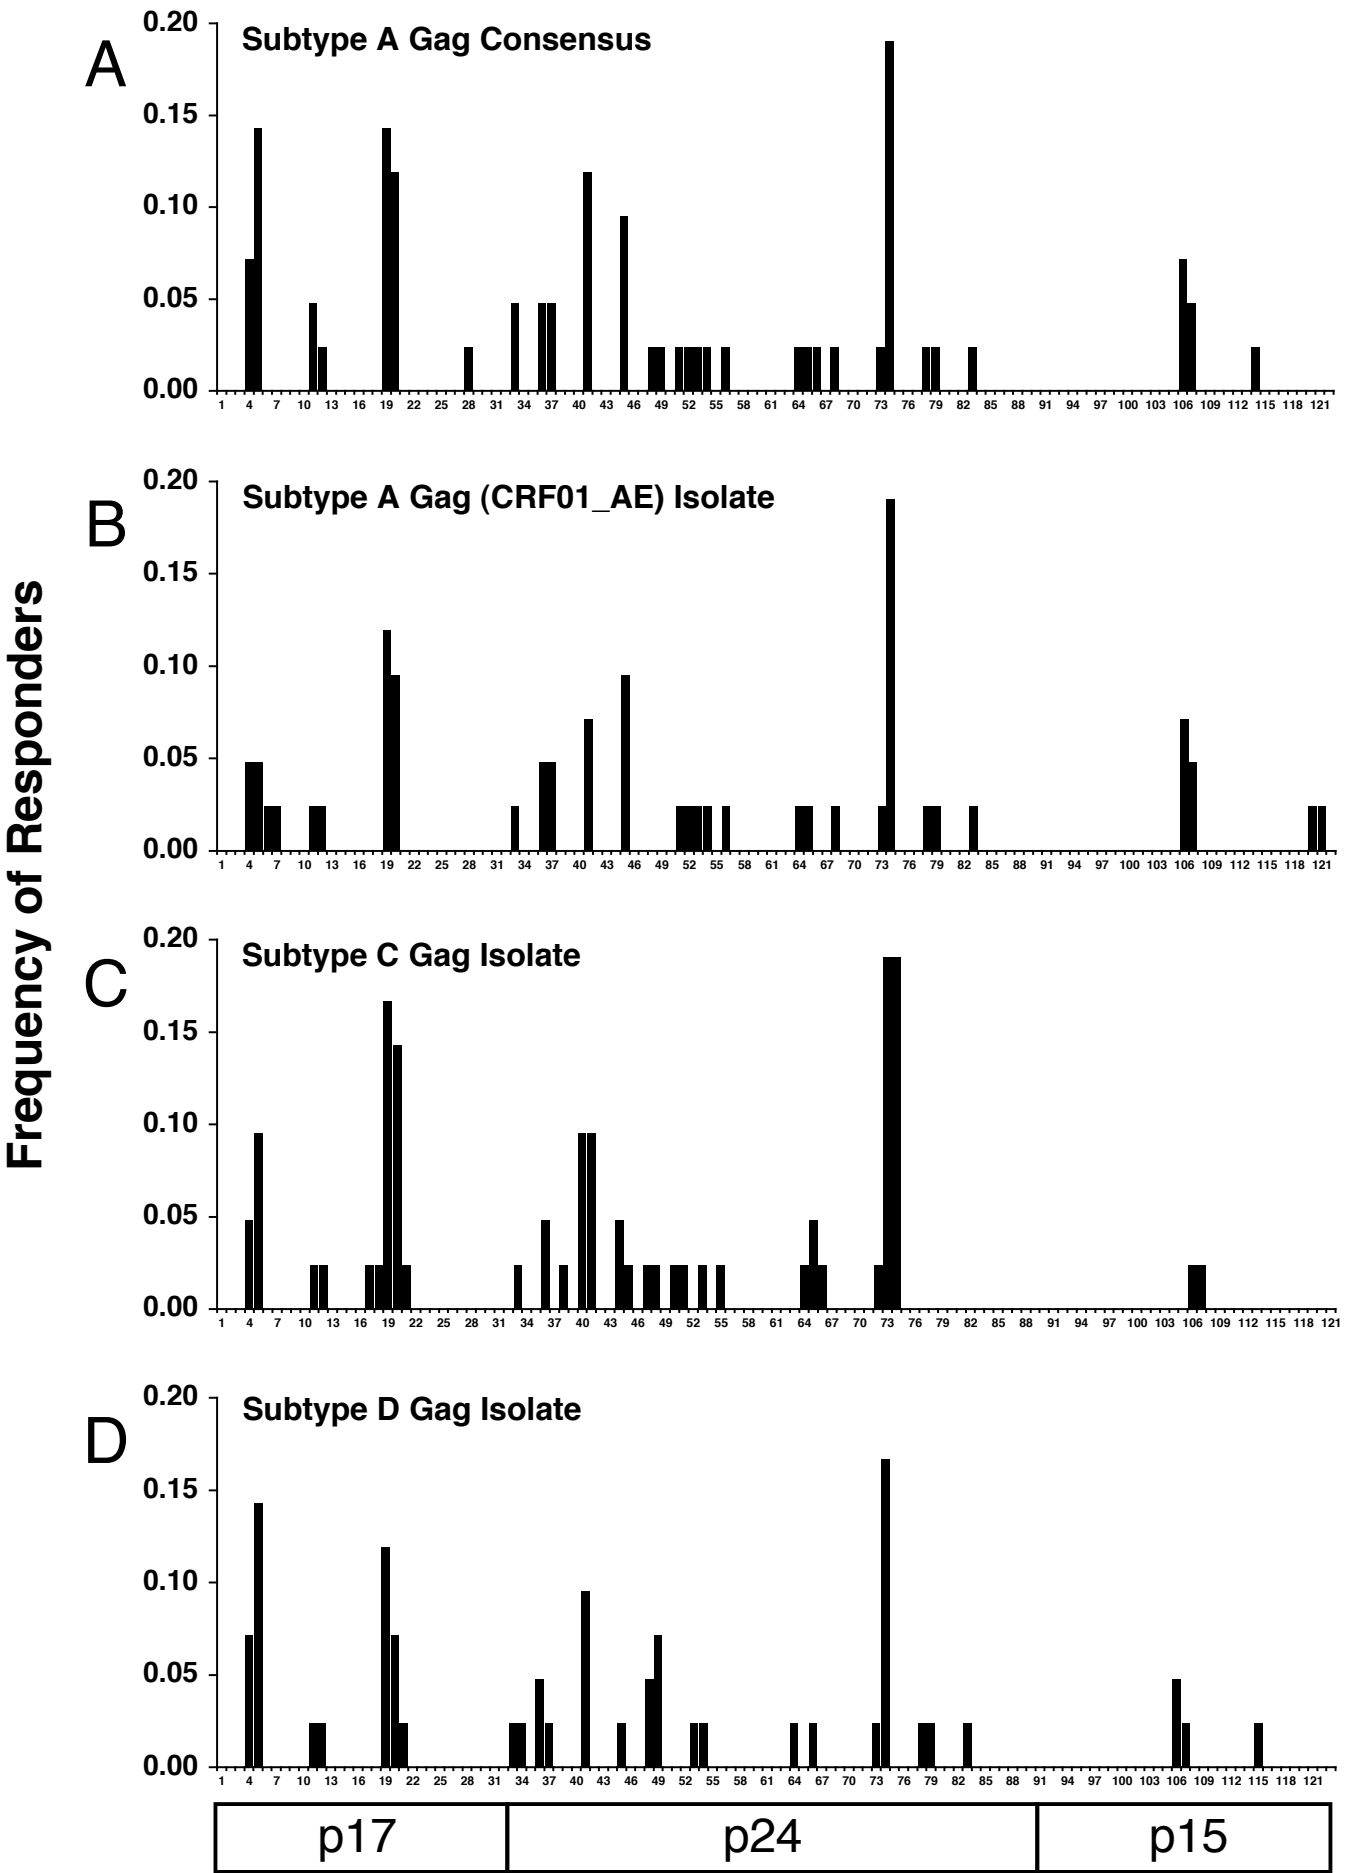 Frequency of Responders
A
Subtype A Gag Consensus
0.20
0.15
0.10
0.05
0.00
1 4 7 10 13 16 19 22 25 28 31 34 37 40 43 46 49 52 55 58 61 64 67 70 73 76 79 82 85 88 91 94 97 100 103 106 109 112 115 118 121
B
Subtype A Gag (CRF01_AE) Isolate
0.20
0.15
0.10
0.05
0.00
1 4 7 10 13 16 19 22 25 28 31 34 37 40 43 46 49 52 55 58 61 64 67 70 73 76 79 82 85 88 91 94 97 100 103 106 109 112 115 118 121
C
Subtype C Gag Isolate
0.20
0.15
0.10
0.05
0.00
1 4 7 10 13 16 19 22 25 28 31 34 37 40 43 46 49 52 55 58 61 64 67 70 73 76 79 82 85 88 91 94 97 100 103 106 109 112 115 118 121
D
Subtype D Gag Isolate
0.20
0.15
0.10
0.05
0.00
1 4 7 10 13 16 19 22 25 28 31 34 37 40 43 46 49 52 55 58 61 64 67 70 73 76 79 82 85 88 91 94 97 100 103 106 109 112 115 118 121
p17 p24 p15